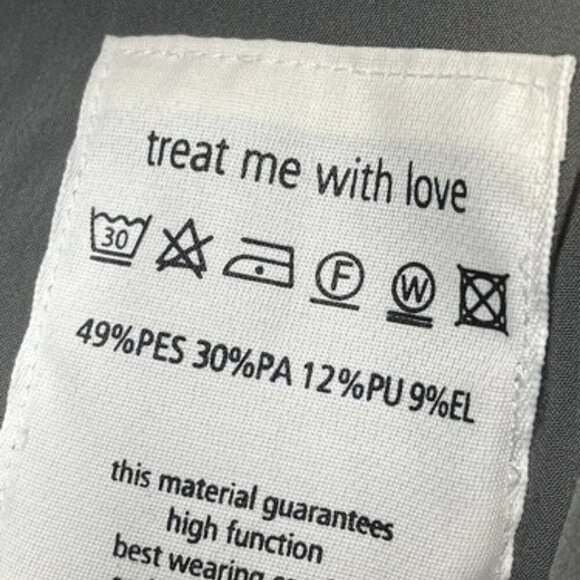 treat me with love
30 F W
49%PES 30%PA 12%PU 9%EL
this material guarantees
high function
best wearing